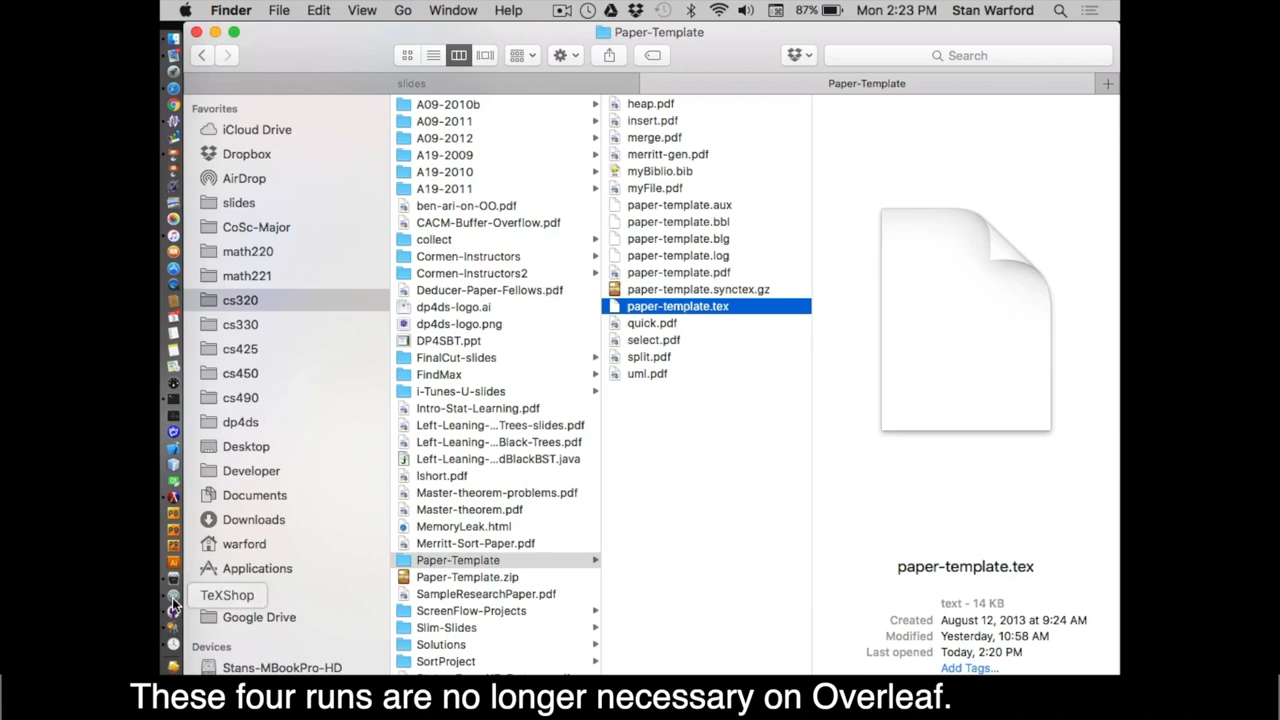 Finder File Edit View Go Window Help 87% Mon 2:23 PM Stan Warford
Paper-Template
Search
slides Paper-Template +
Favorites
iCloud Drive
Dropbox
AirDrop
slides
CoSc-Major
math220
math221
cs320
cs330
cs425
cs450
cs490
dp4ds
Desktop
Developer
Documents
Downloads
warford
Applications
TeXShop
Google Drive
Devices
Stans-MBookPro-HD
A09-2010b
A09-2011
A09-2012
A19-2009
A19-2010
A19-2011
ben-ari-on-OO.pdf
CACM-Buffer-Overflow.pdf
collect
Cormen-Instructors
Cormen-Instructors2
Deducer-Paper-Fellows.pdf
dp4ds-logo.ai
dp4ds-logo.png
DP4SBT.ppt
FinalCut-slides
FindMax
i-Tunes-U-slides
Intro-Stat-Learning.pdf
Left-Leaning-...Trees-slides.pdf
Left-Leaning-...Black-Trees.pdf
Left-Leaning-...dBlackBST.java
lshort.pdf
Master-theorem-problems.pdf
Master-theorem.pdf
MemoryLeak.html
Merritt-Sort-Paper.pdf
Paper-Template
Paper-Template.zip
SampleResearchPaper.pdf
ScreenFlow-Projects
Slim-Slides
Solutions
SortProject
heap.pdf
insert.pdf
merge.pdf
merritt-gen.pdf
myBiblio.bib
myFile.pdf
paper-template.aux
paper-template.bbl
paper-template.blg
paper-template.log
paper-template.pdf
paper-template.synctex.gz
paper-template.tex
quick.pdf
select.pdf
split.pdf
uml.pdf
paper-template.tex
text - 14 KB
Created August 12, 2013 at 9:24 AM
Modified Yesterday, 10:58 AM
Last opened Today, 2:20 PM
Add Tags...
These four runs are no longer necessary on Overleaf.